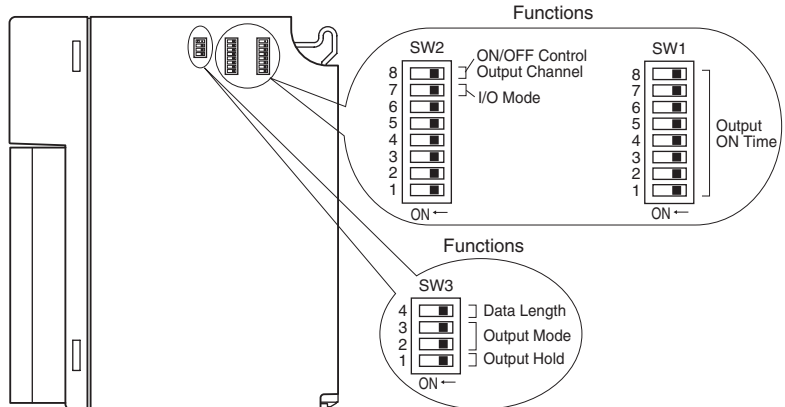 Functions
SW2
8
7
6
5
4
3
2
1
ON ←
ON/OFF Control
Output Channel
I/O Mode
SW1
8
7
6
5
4
3
2
1
ON ←
Output
ON Time
Functions
SW3
4
3
2
1
ON ←
Data Length
Output Mode
Output Hold